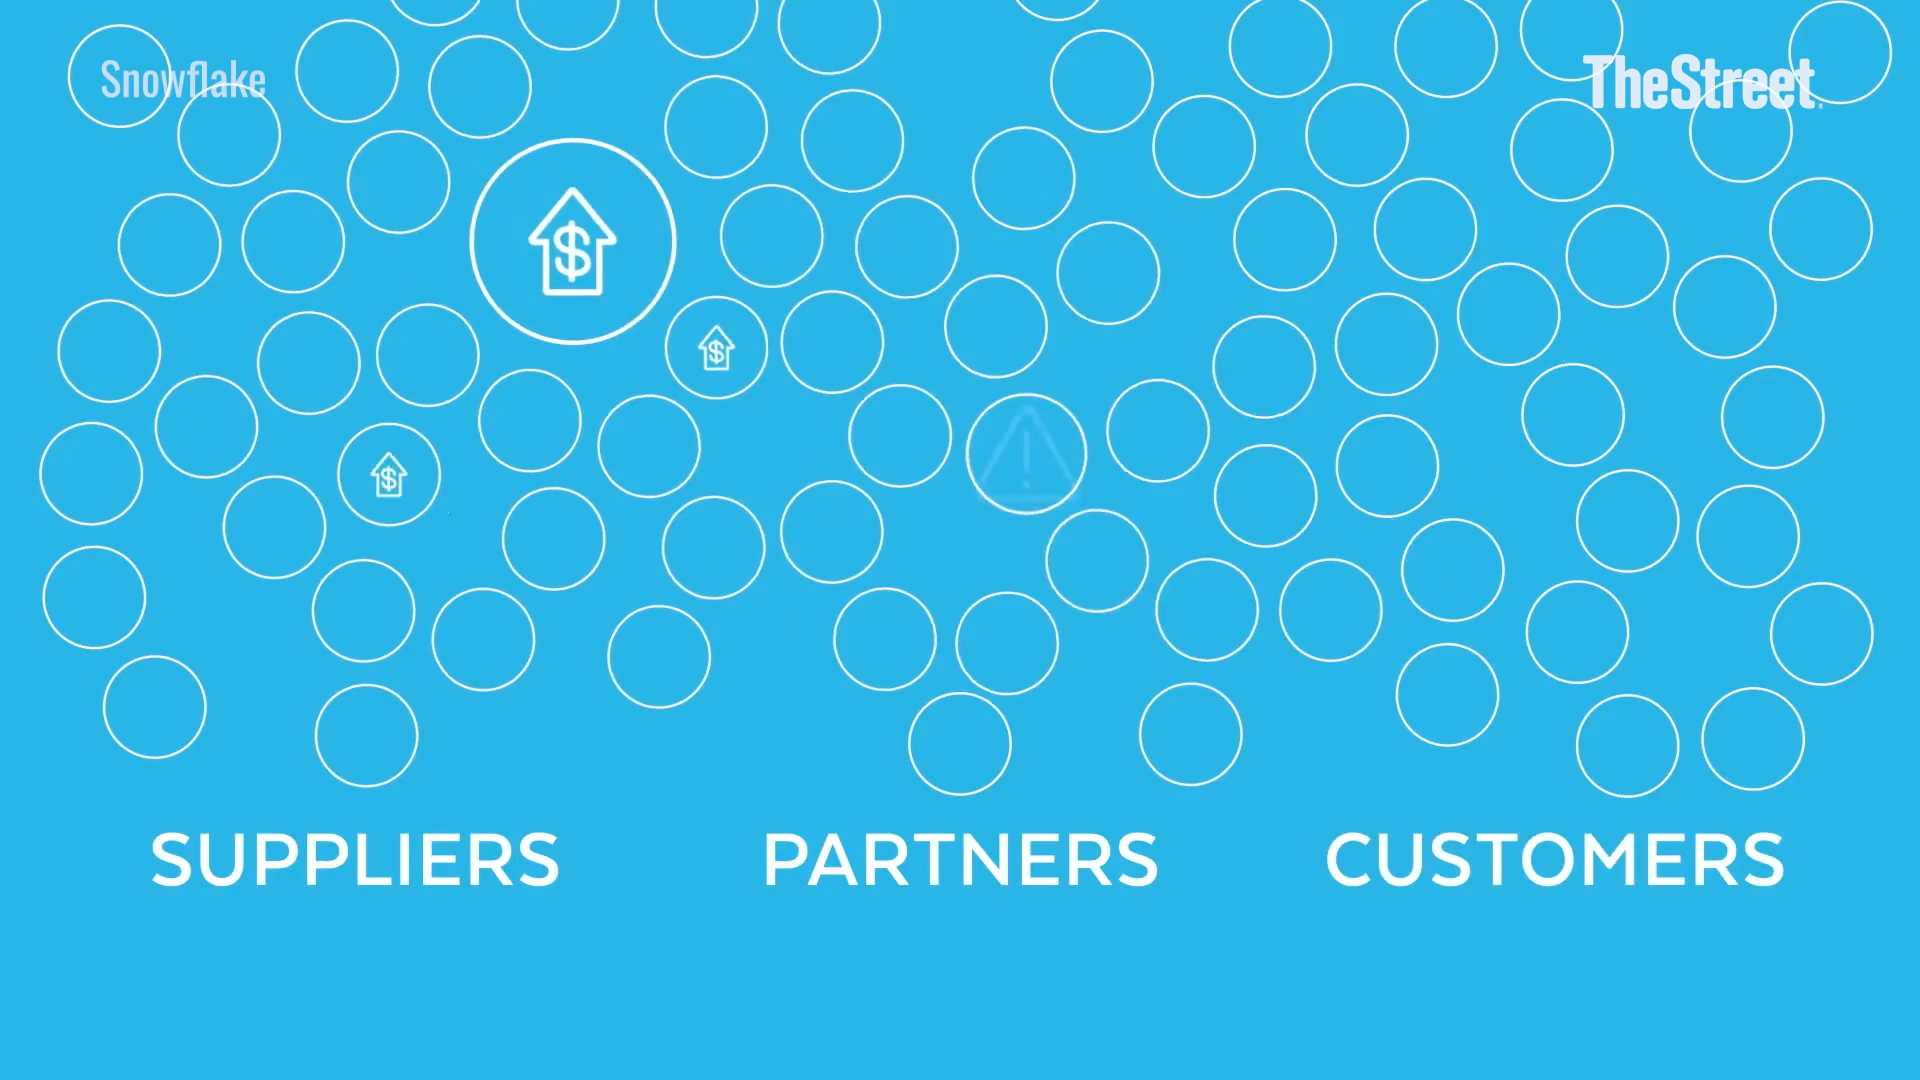 Snowflake
TheStreet.
$
$
$
!
SUPPLIERS
PARTNERS
CUSTOMERS